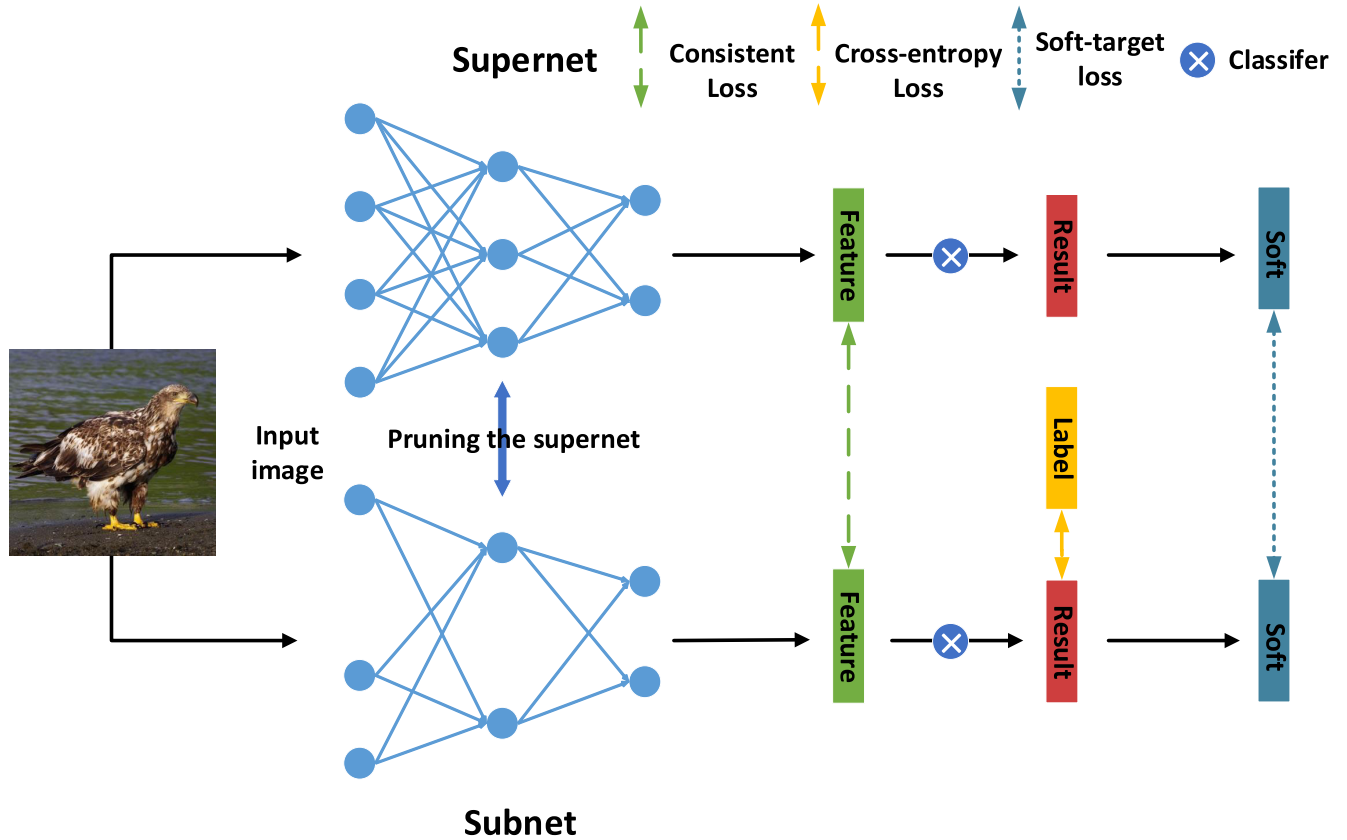 Supernet
Consistent
Loss
Cross-entropy
Loss
Soft-target
loss
Classifer
Feature
Result
Soft
Input
image
Pruning the supernet
Label
Feature
Result
Soft
Subnet